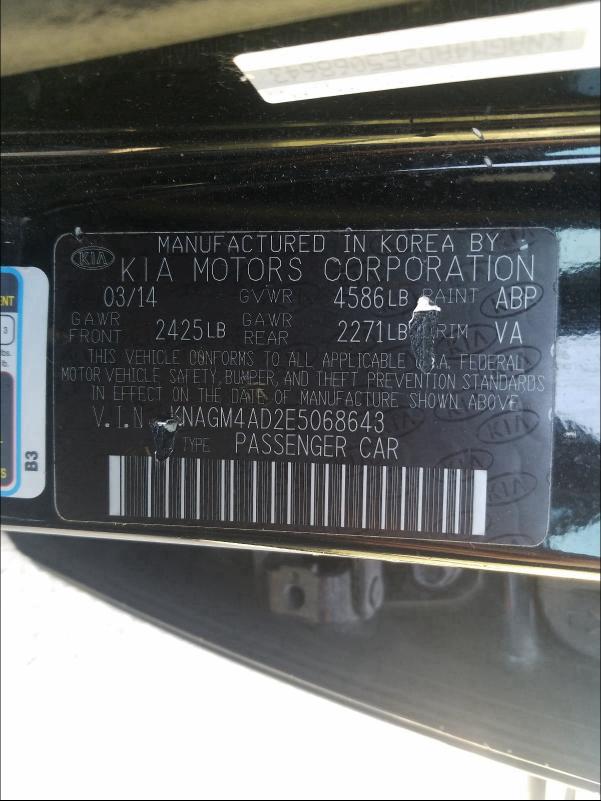 MANUFACTURED IN KOREA BY
KIA KIA MOTORS CORPORATION
03/14 GVWR 4586LB PAINT ABP
GAWR FRONT 2425LB GAWR REAR 2271LB TRIM VA
THIS VEHICLE CONFORMS TO ALL APPLICABLE U.S.A. FEDERAL
MOTOR VEHICLE, SAFETY, BUMPER, AND THEFT PREVENTION STANDARDS
IN EFFECT ON THE DATE OF MANUFACTURE SHOWN ABOVE
V.I.N KNAGM4AD2E5068643
TYPE PASSENGER CAR
B3